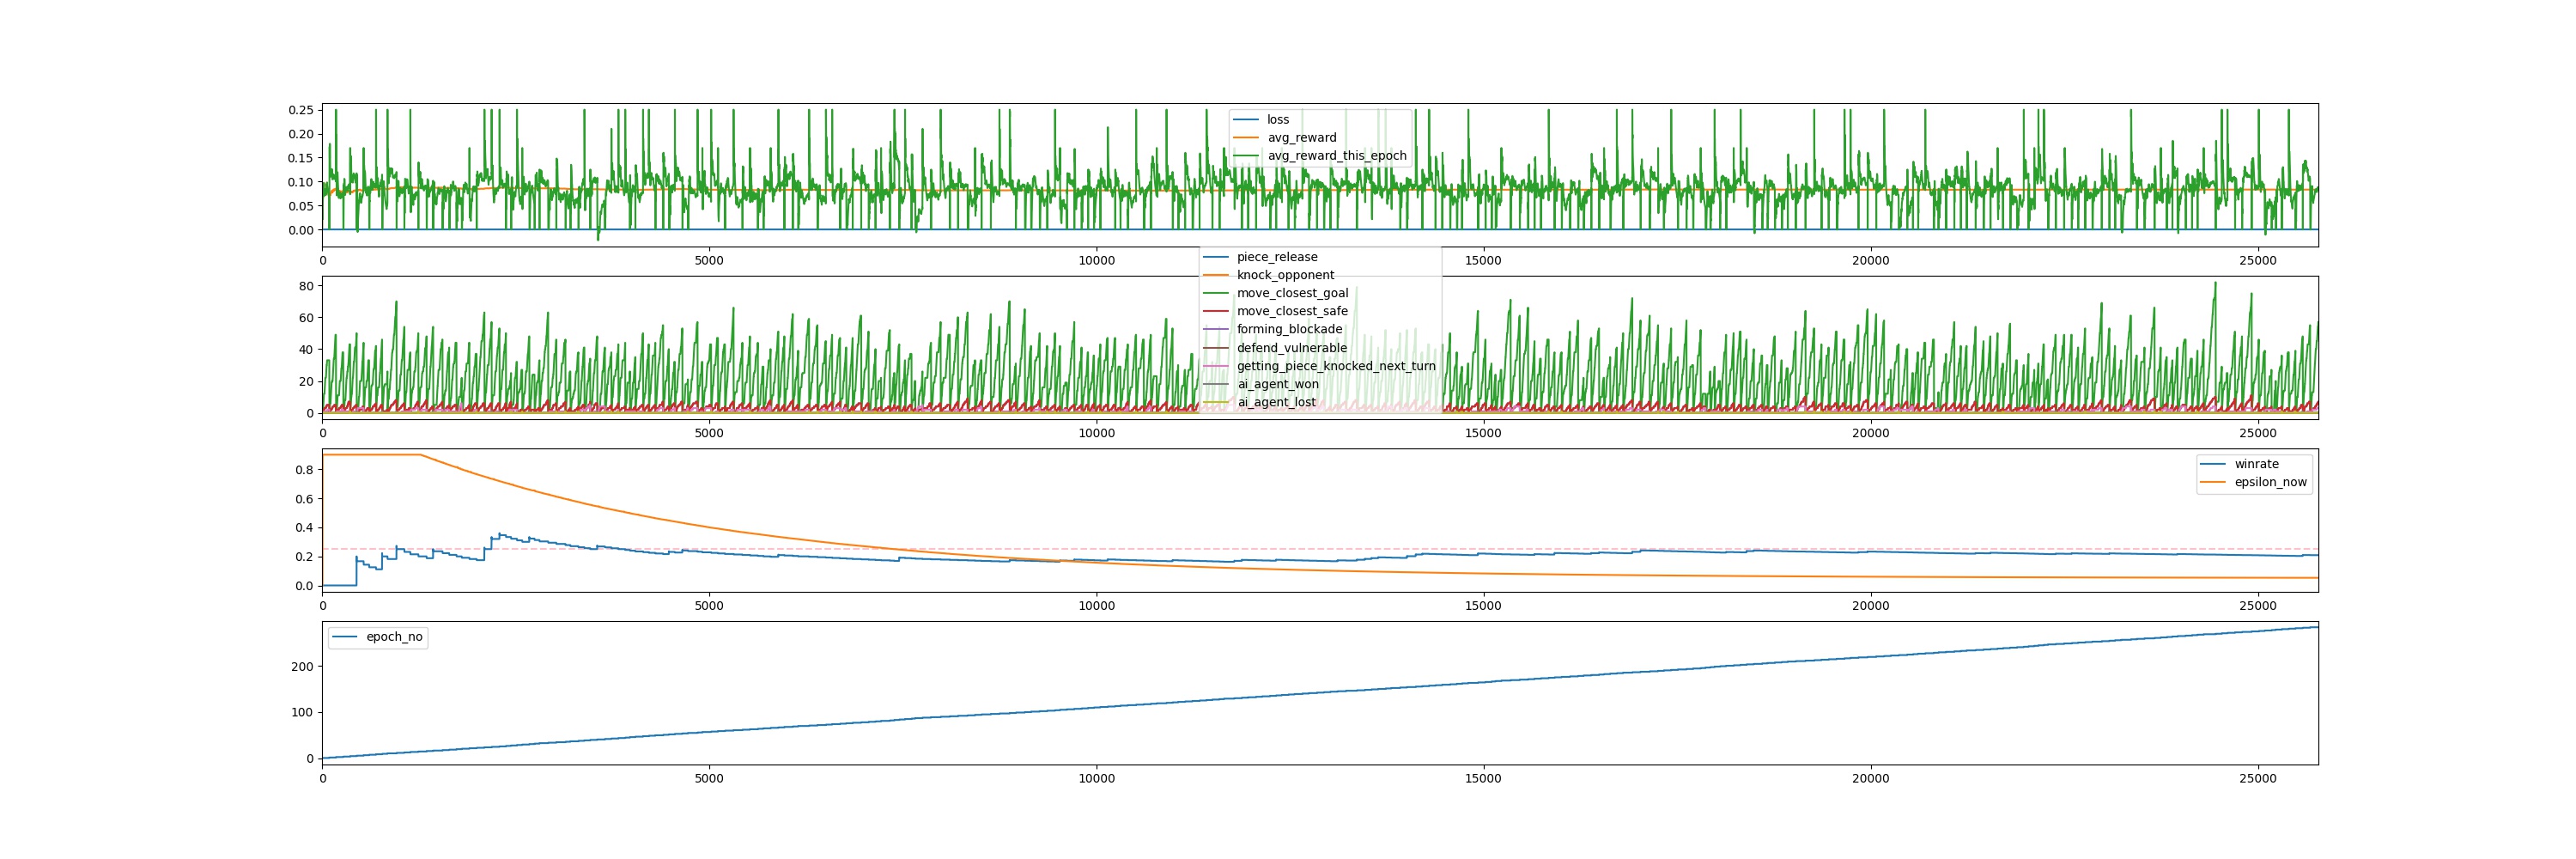 0.25
0.20
0.15
0.10
0.05
0.00
loss
avg_reward
avg_reward_this_epoch
0 5000 10000 15000 20000 25000
80
60
40
20
0
piece_release
knock_opponent
move_closest_goal
move_closest_safe
forming_blockade
defend_vulnerable
getting_piece_knocked_next_turn
ai_agent_won
ai_agent_lost
0 5000 10000 15000 20000 25000
0.8
0.6
0.4
0.2
0.0
winrate
epsilon_now
0 5000 10000 15000 20000 25000
epoch_no
200
100
0
0 5000 10000 15000 20000 25000